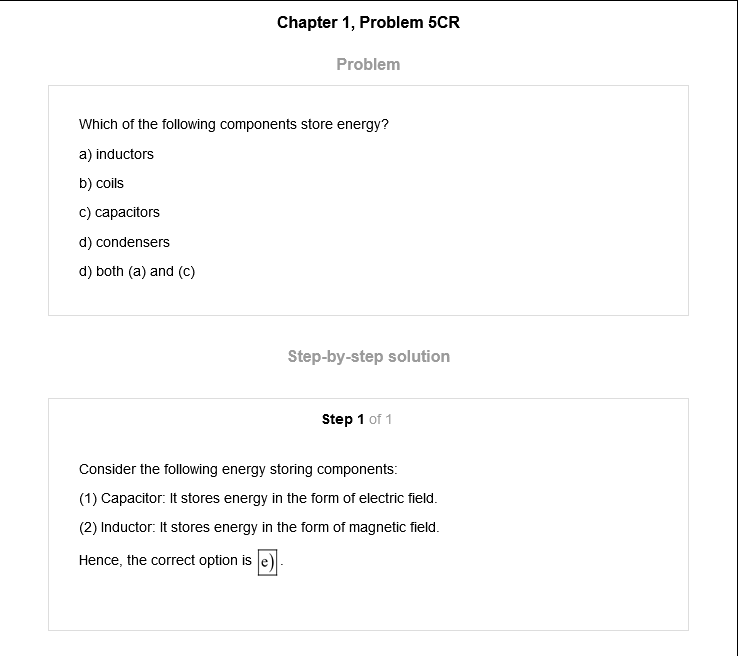 Chapter 1, Problem 5CR
Problem
Which of the following components store energy?
a) inductors
b) coils
c) capacitors
d) condensers
d) both (a) and (c)
Step-by-step solution
Step 1 of 1
Consider the following energy storing components:
(1) Capacitor: It stores energy in the form of electric field.
(2) Inductor: It stores energy in the form of magnetic field.
Hence, the correct option is e) .